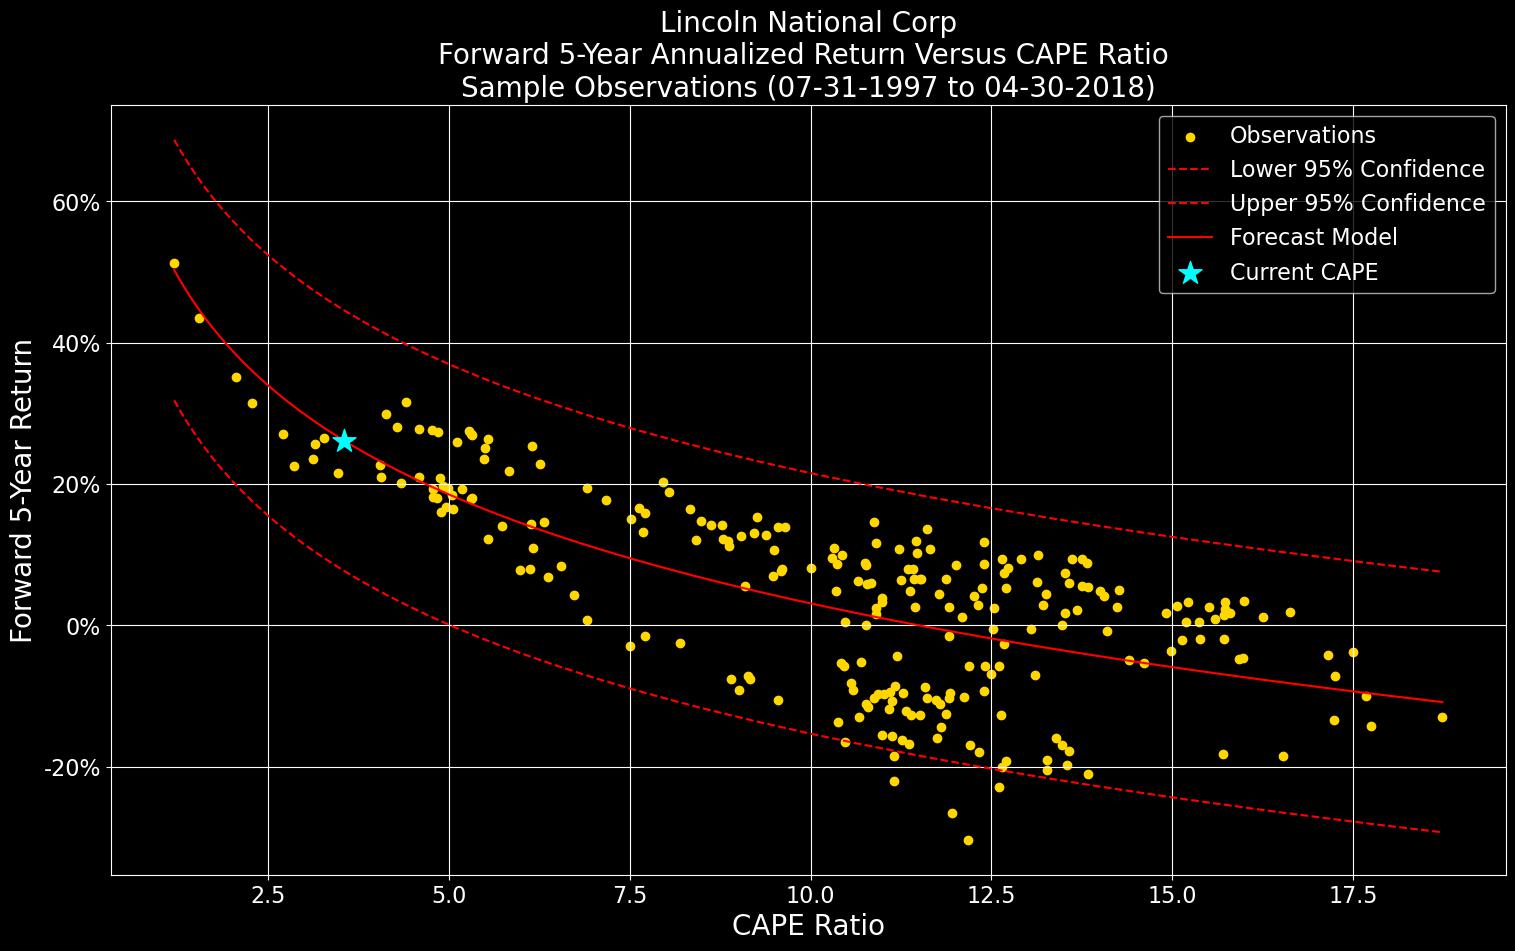 Lincoln National Corp
Forward 5-Year Annualized Return Versus CAPE Ratio
Sample Observations (07-31-1997 to 04-30-2018)
Observations
Lower 95% Confidence
Upper 95% Confidence
Forecast Model
Current CAPE
Forward 5-Year Return
60%
40%
20%
0%
-20%
2.5 5.0 7.5 10.0 12.5 15.0 17.5
CAPE Ratio